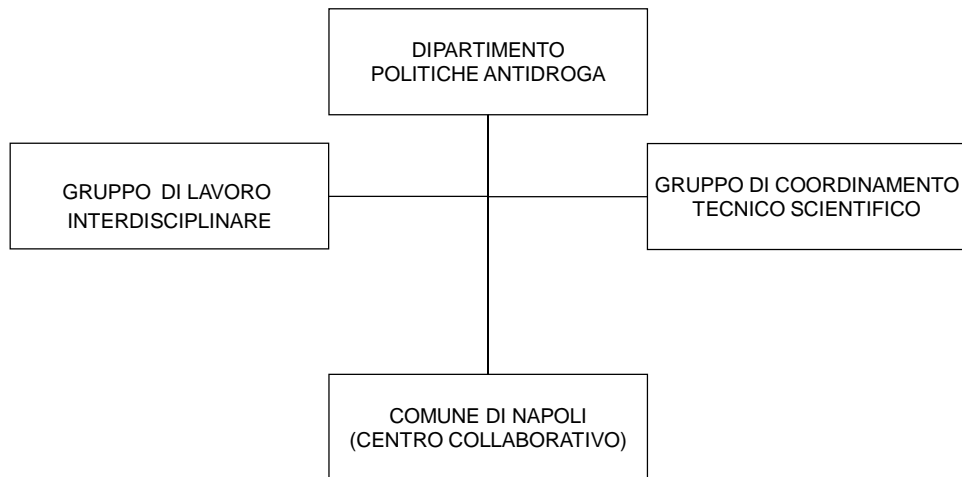 DIPARTIMENTO
POLITICHE ANTIDROGA
GRUPPO DI LAVORO
INTERDISCIPLINARE
GRUPPO DI COORDINAMENTO
TECNICO SCIENTIFICO
COMUNE DI NAPOLI
(CENTRO COLLABORATIVO)